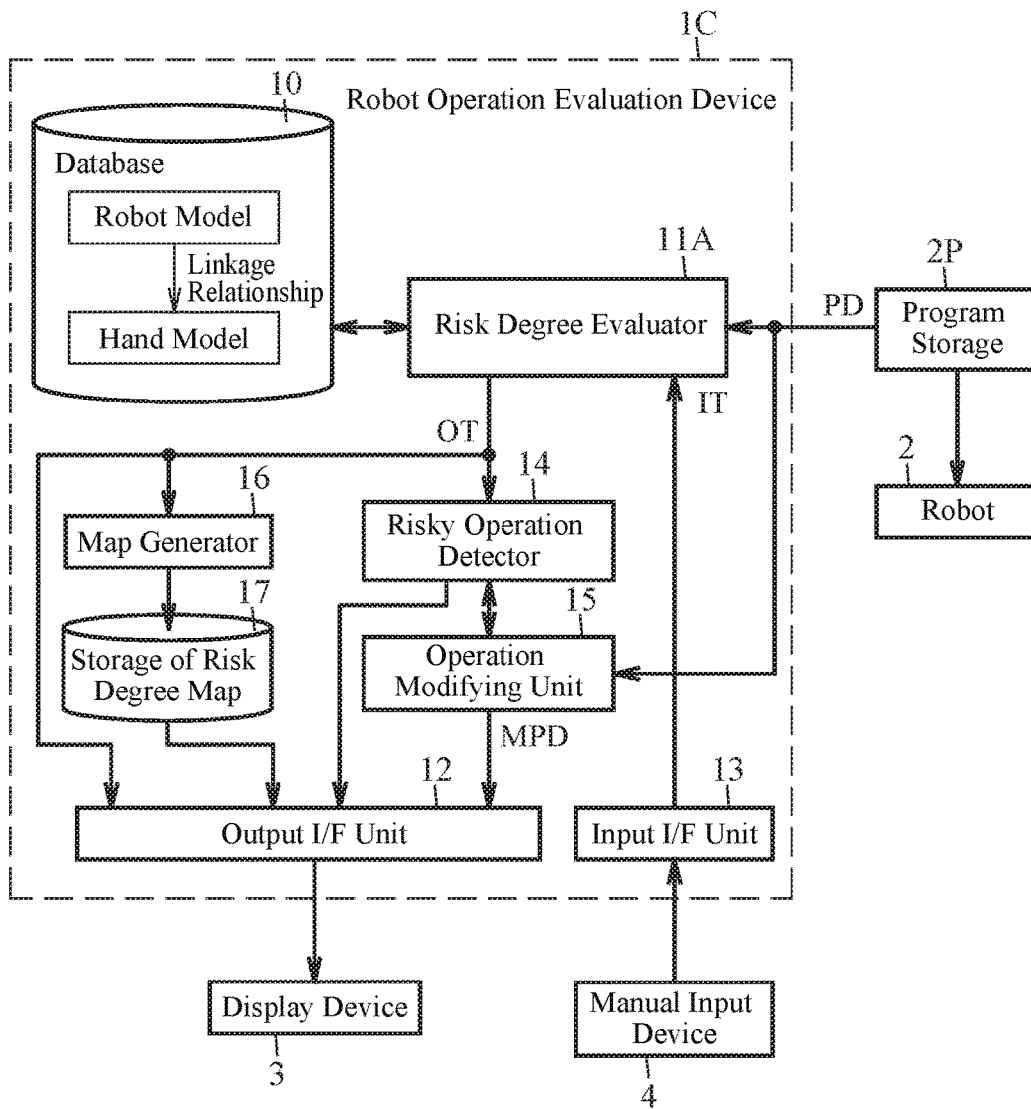 1C
10
Robot Operation Evaluation Device
Database
Robot Model
Linkage
Relationship
Hand Model
11A
Risk Degree Evaluator
2P
PD
Program
Storage
IT
OT
2
Robot
16
Map Generator
14
Risky Operation
Detector
17
Storage of Risk
Degree Map
15
Operation
Modifying Unit
MPD
12
Output I/F Unit
13
Input I/F Unit
Display Device
3
Manual Input
Device
4